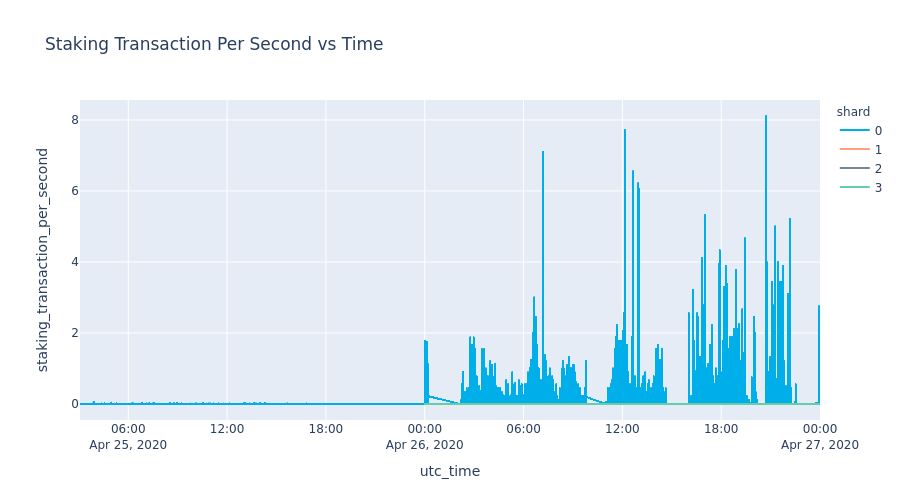 Staking Transaction Per Second vs Time
shard
0
1
2
3
staking_transaction_per_second
8
6
4
2
0
06:00
Apr 25, 2020
12:00
18:00
00:00
Apr 26, 2020
06:00
12:00
18:00
00:00
Apr 27, 2020
utc_time